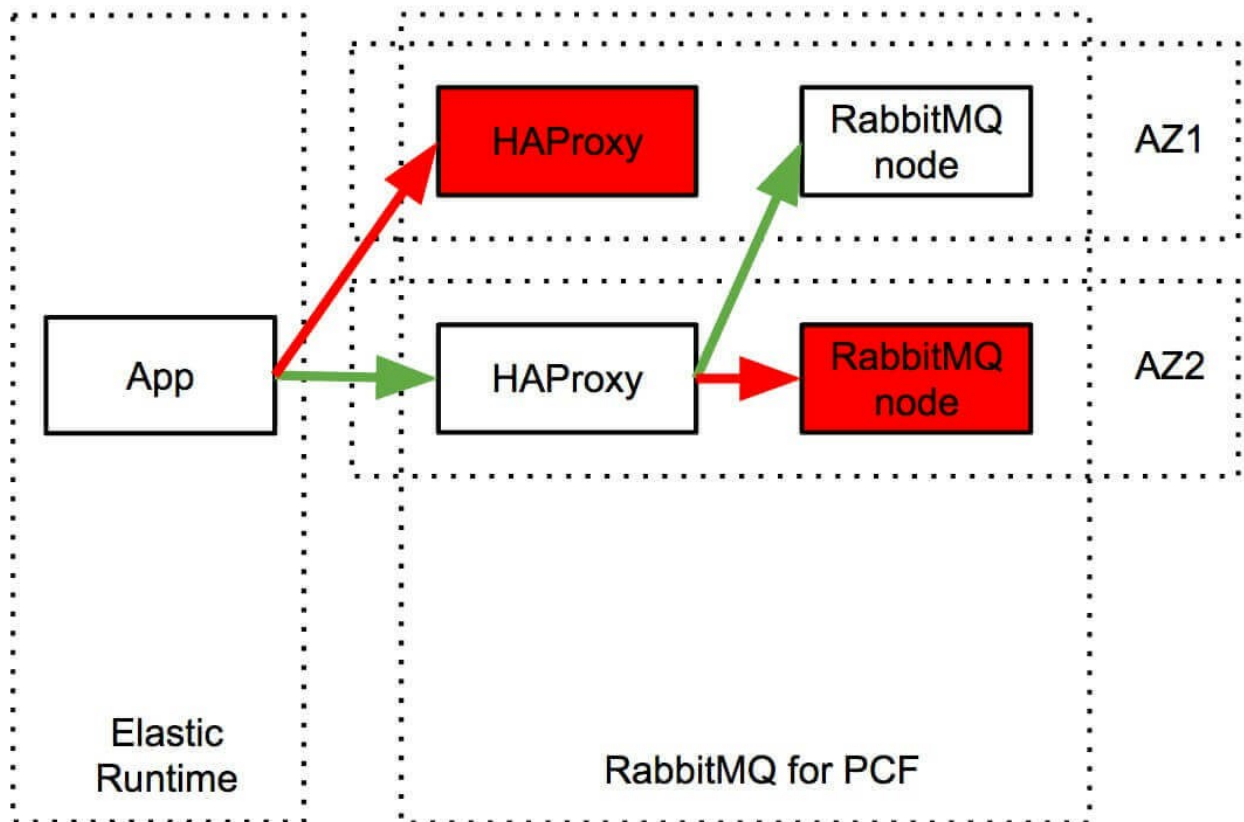 HAProxy
RabbitMQ
node
AZ1
App
HAProxy
RabbitMQ
node
AZ2
Elastic
Runtime
RabbitMQ for PCF